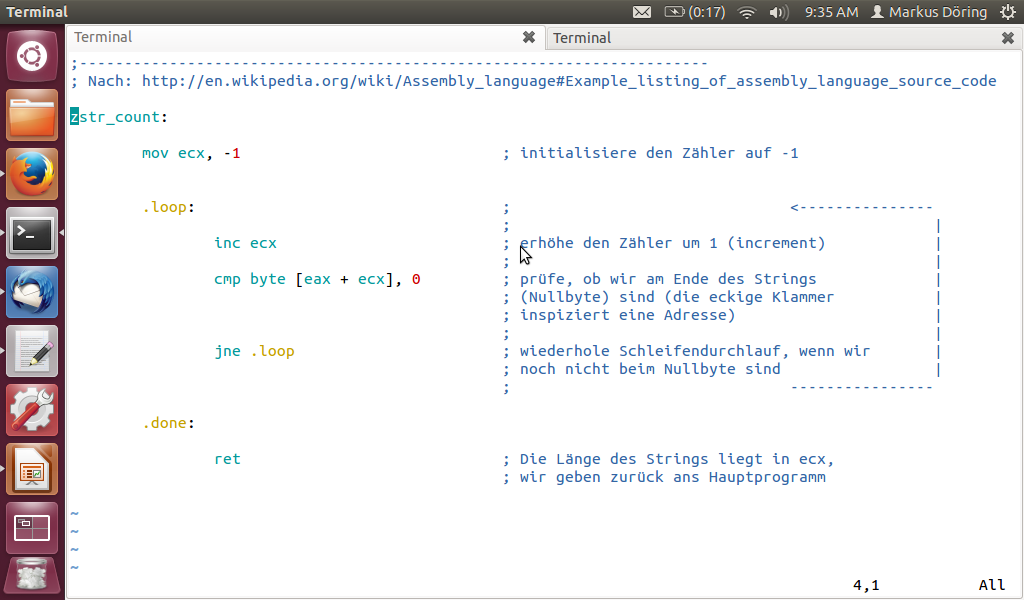 Terminal (0:17) 9:35 AM Markus Döring
Terminal Terminal
;----------------------------------------------------------------------
; Nach: http://en.wikipedia.org/wiki/Assembly_language#Example_listing_of_assembly_language_source_code
zstr_count:
mov ecx, -1 ; initialisiere den Zähler auf -1
.loop: ; <---------------
; |
inc ecx ; erhöhe den Zähler um 1 (increment) |
; |
cmp byte [eax + ecx], 0 ; prüfe, ob wir am Ende des Strings |
; (Nullbyte) sind (die eckige Klammer |
; inspiziert eine Adresse) |
; |
jne .loop ; wiederhole Schleifendurchlauf, wenn wir |
; noch nicht beim Nullbyte sind |
; ----------------
.done:
ret ; Die Länge des Strings liegt in ecx,
; wir geben zurück ans Hauptprogramm
~
~
~
~
4,1 All